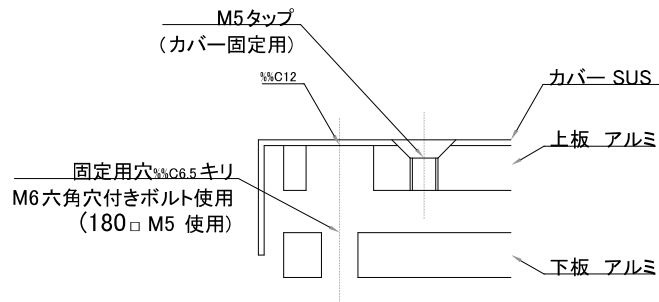 M5タップ
(カバー固定用)
%%C12
カバー SUS
上板 アルミ
固定用穴%%C6.5キリ
M6六角穴付きボルト使用
(180□ M5 使用)
下板 アルミ